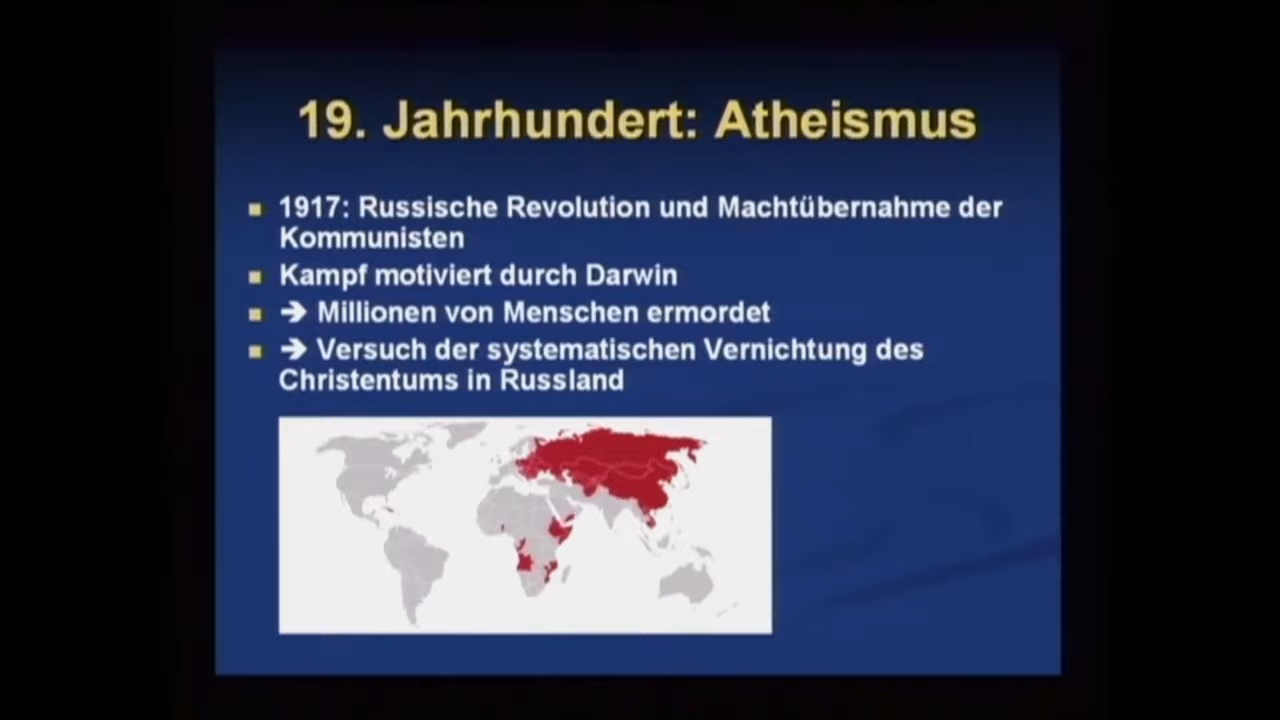 19. Jahrhundert: Atheismus
1917: Russische Revolution und Machtübernahme der
Kommunisten
Kampf motiviert durch Darwin
➔ Millionen von Menschen ermordet
➔ Versuch der systematischen Vernichtung des
Christentums in Russland